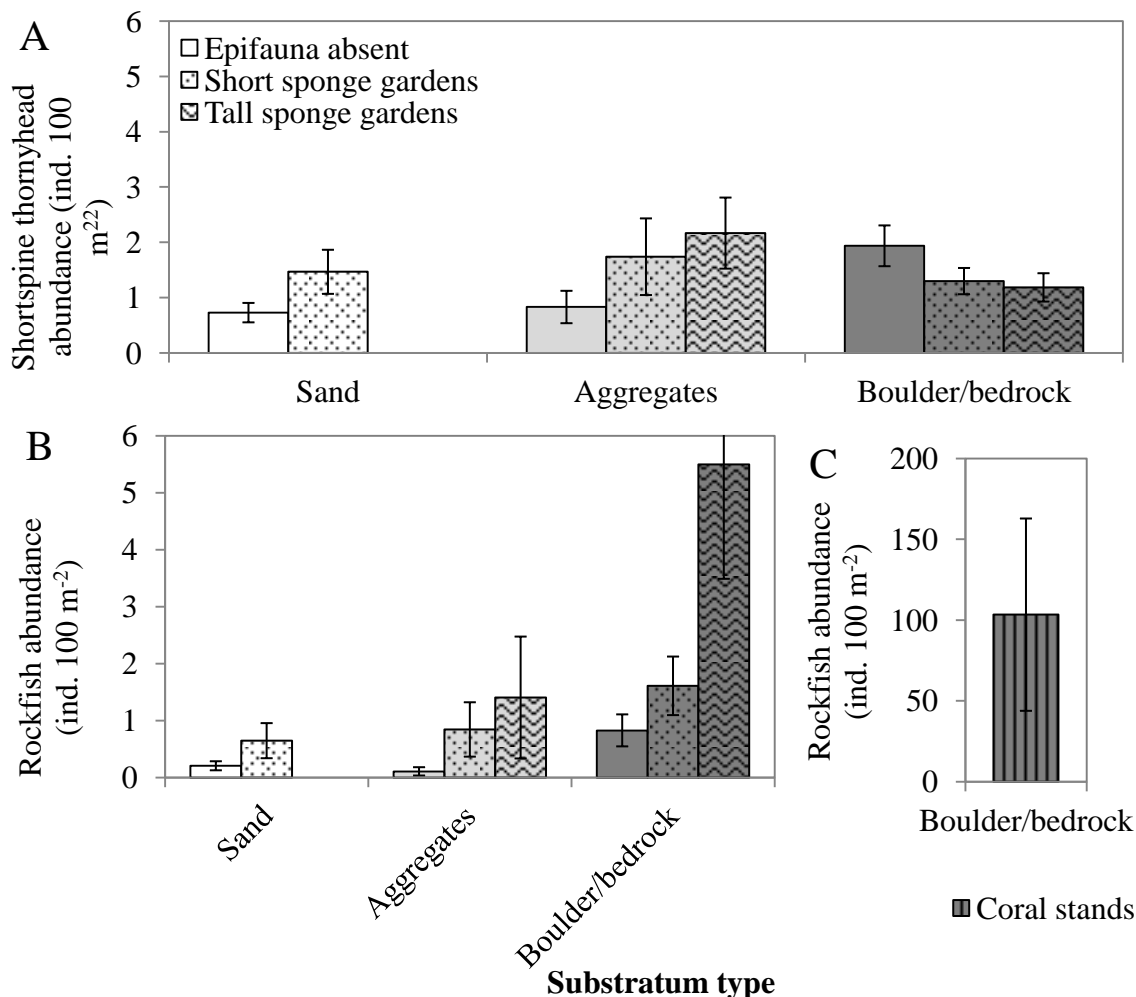 A
Shortspine thornyhead
abundance (ind. 100
m22)
6
5
4
3
2
1
0
Epifauna absent
Short sponge gardens
Tall sponge gardens
Sand Aggregates Boulder/bedrock
B
Rockfish abundance
(ind. 100 m-2)
6
5
4
3
2
1
0
Sand
Aggregates
Boulder/bedrock
C
Rockfish abundance
(ind. 100 m-2)
200
150
100
50
0
Boulder/bedrock
Coral stands
Substratum type